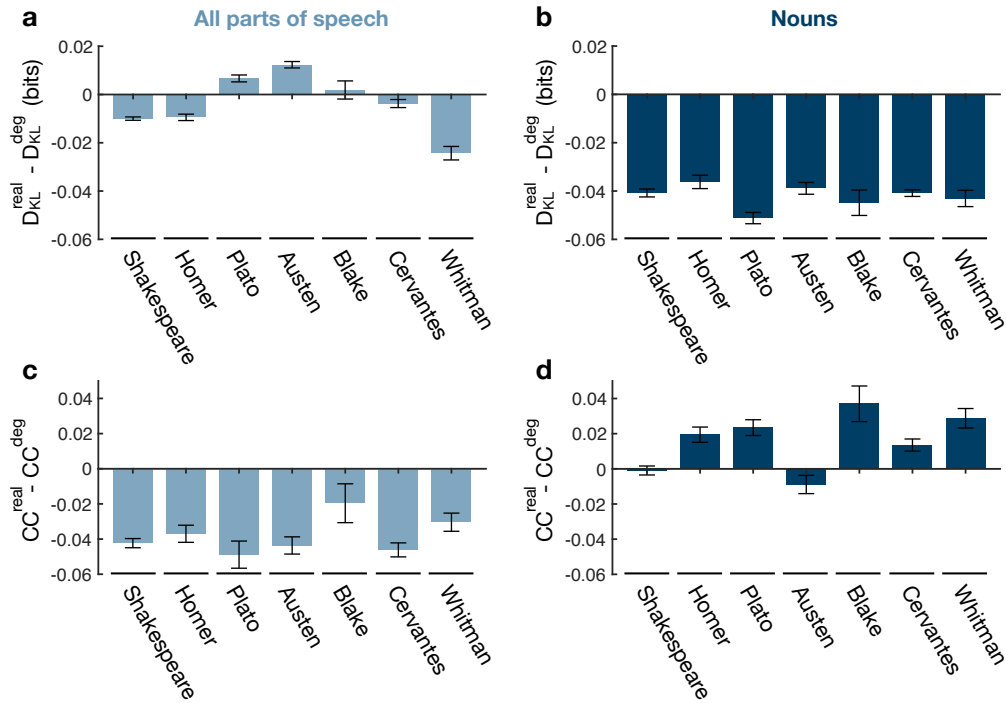 a All parts of speech
D_KL^real - D_KL^deg (bits)
0.02
0
-0.02
-0.04
-0.06
Shakespeare
Homer
Plato
Austen
Blake
Cervantes
Whitman
b Nouns
D_KL^real - D_KL^deg (bits)
0.02
0
-0.02
-0.04
-0.06
Shakespeare
Homer
Plato
Austen
Blake
Cervantes
Whitman
c
CC^real - CC^deg
0.04
0.02
0
-0.02
-0.04
-0.06
Shakespeare
Homer
Plato
Austen
Blake
Cervantes
Whitman
d
CC^real - CC^deg
0.04
0.02
0
-0.02
-0.04
-0.06
Shakespeare
Homer
Plato
Austen
Blake
Cervantes
Whitman